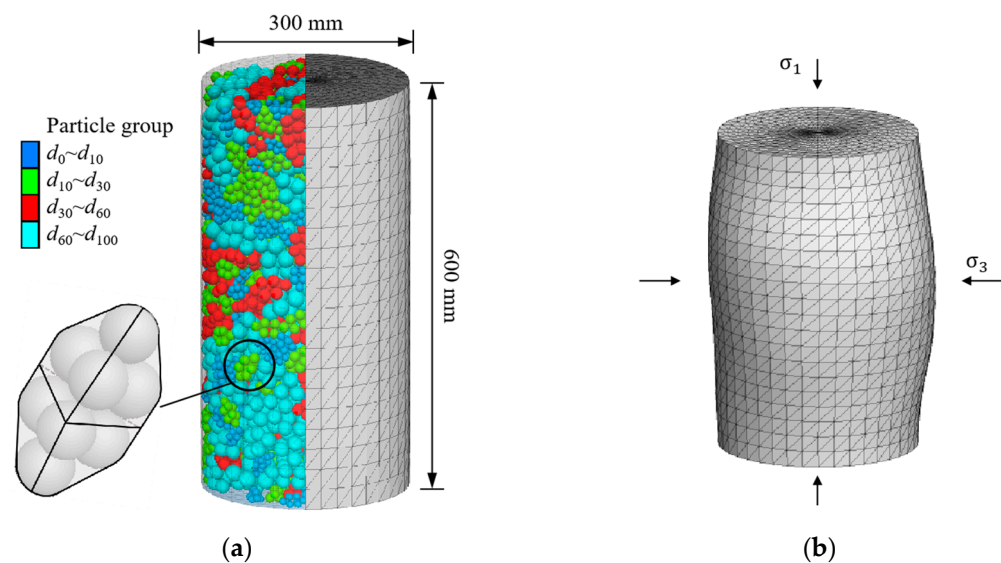 300 mm
Particle group
d₀~d₁₀
d₁₀~d₃₀
d₃₀~d₆₀
d₆₀~d₁₀₀
600 mm
(a)
σ₁
σ₃
(b)